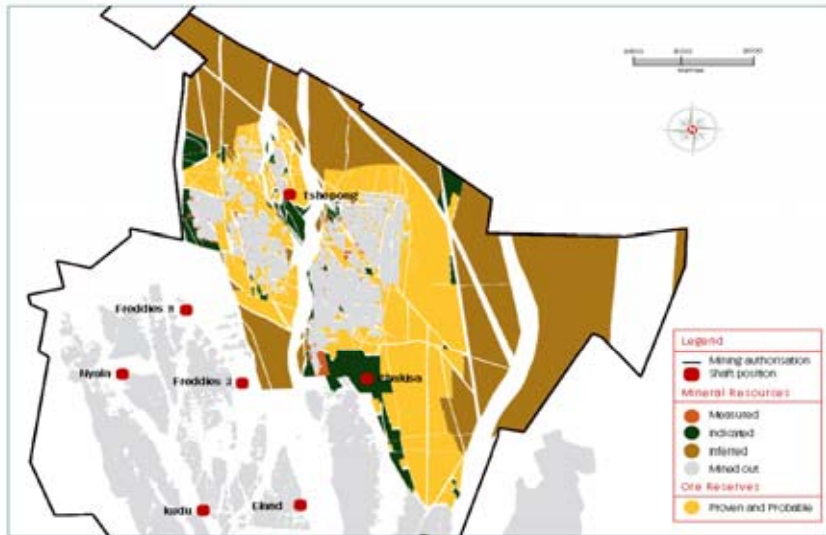 Tshepong
Freddies 9
Nyala
Freddies 3
Phakisa
Kudu
Eland
Legend
Mining authorisation
Shaft position
Mineral Resources
Measured
Indicated
Inferred
Mined out
Ore Reserves
Proven and Probable
N